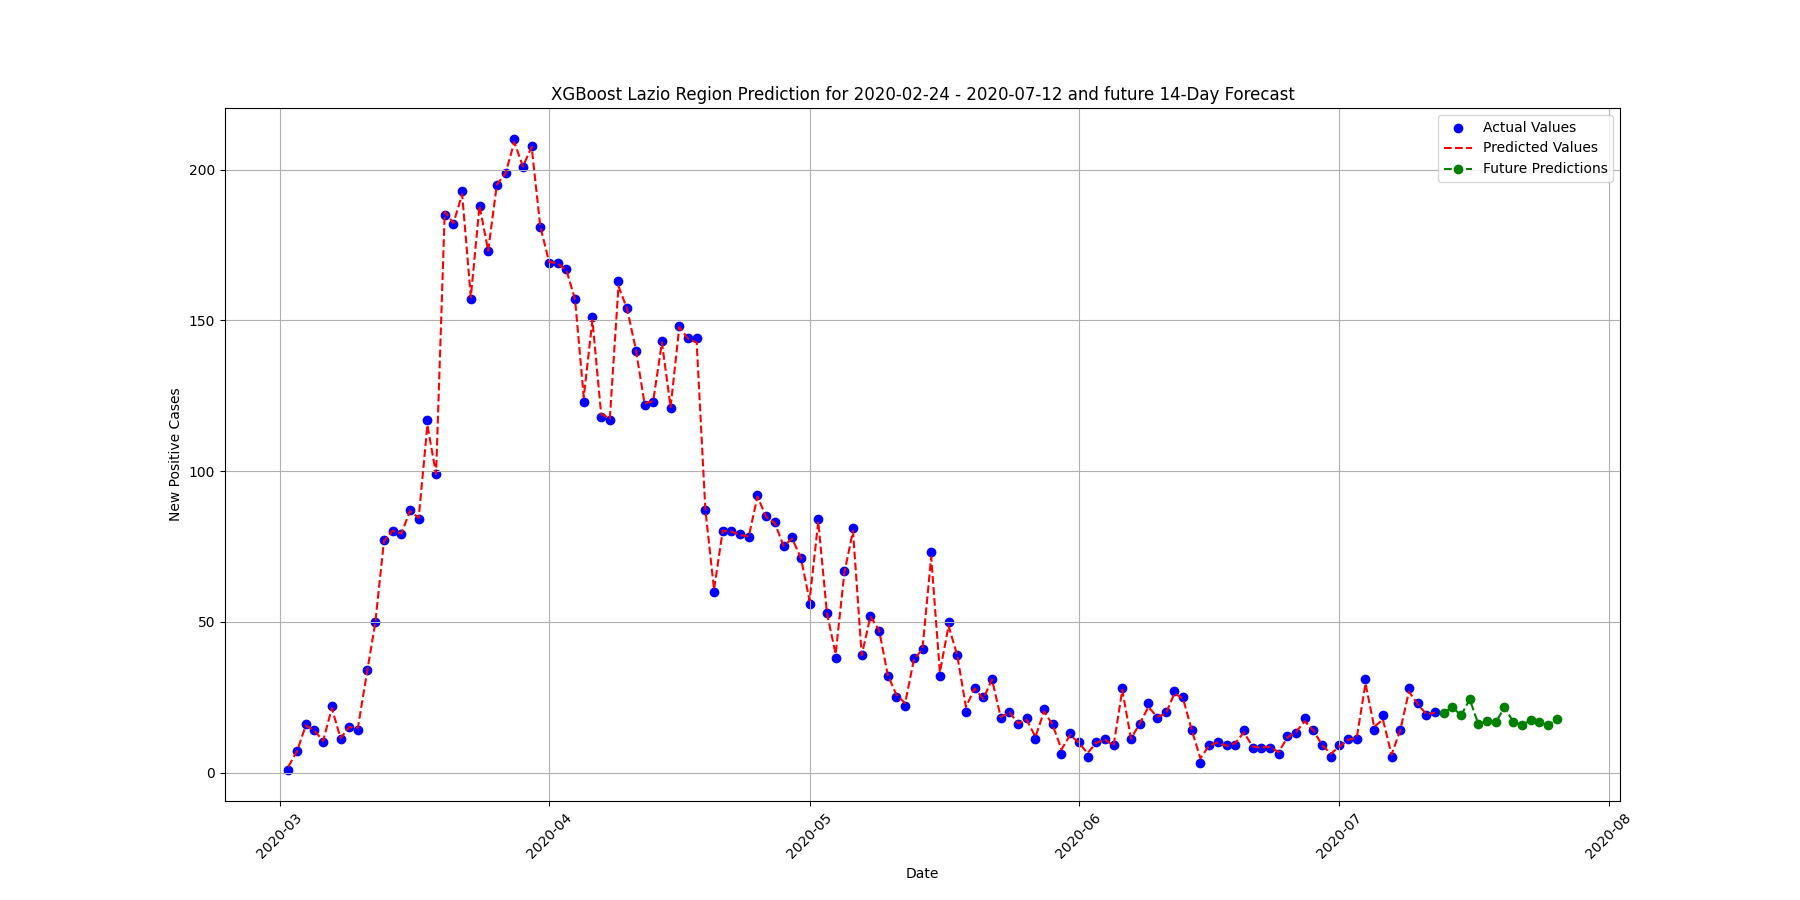 XGBoost Lazio Region Prediction for 2020-02-24 - 2020-07-12 and future 14-Day Forecast
Actual Values
Predicted Values
Future Predictions
New Positive Cases
200
150
100
50
0
2020-03
2020-04
2020-05
2020-06
2020-07
2020-08
Date